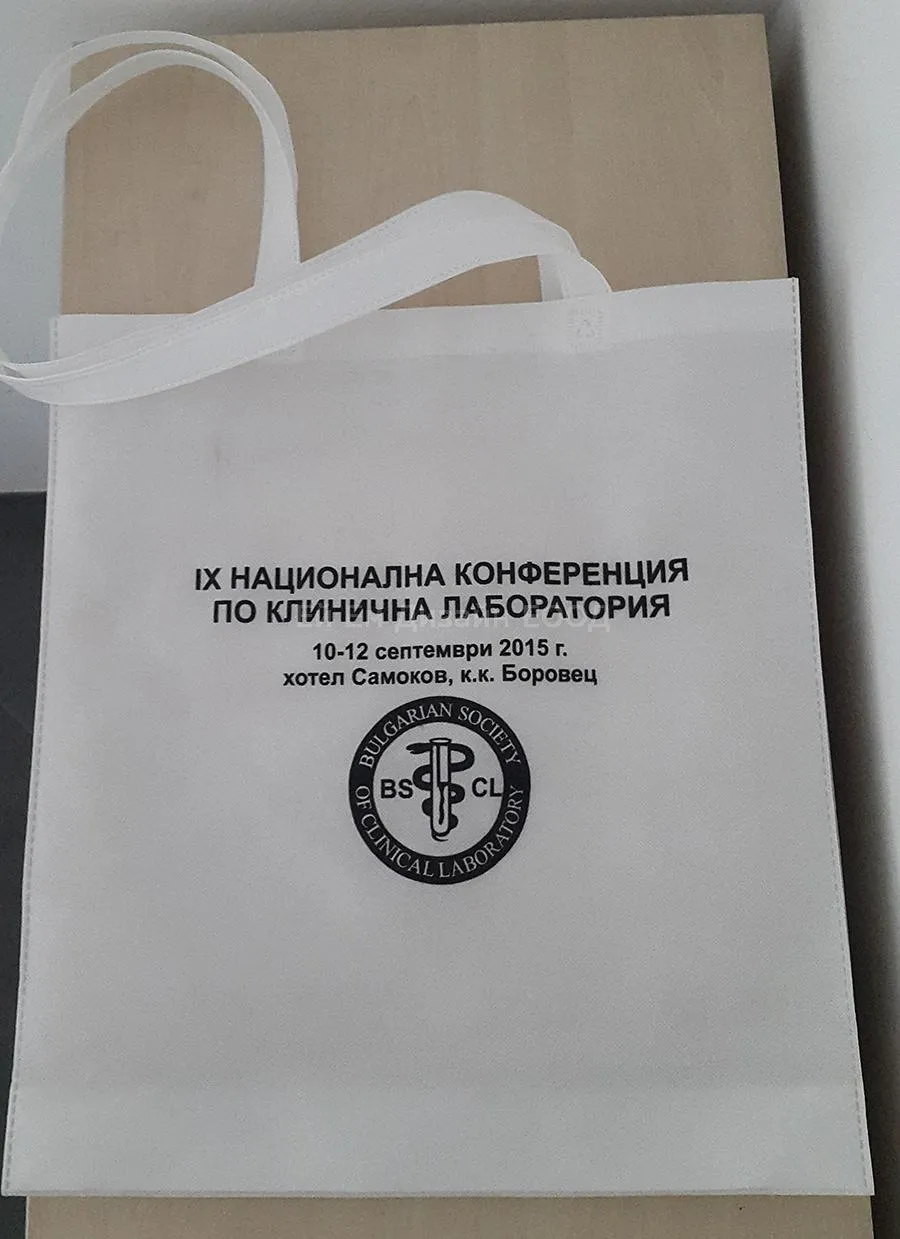 IX НАЦИОНАЛНА КОНФЕРЕНЦИЯ
ПО КЛИНИЧНА ЛАБОРАТОРИЯ
10-12 септември 2015 г.
хотел Самоков, к.к. Боровец
BULGARIAN SOCIETY
BS CL
OF CLINICAL LABORATORY